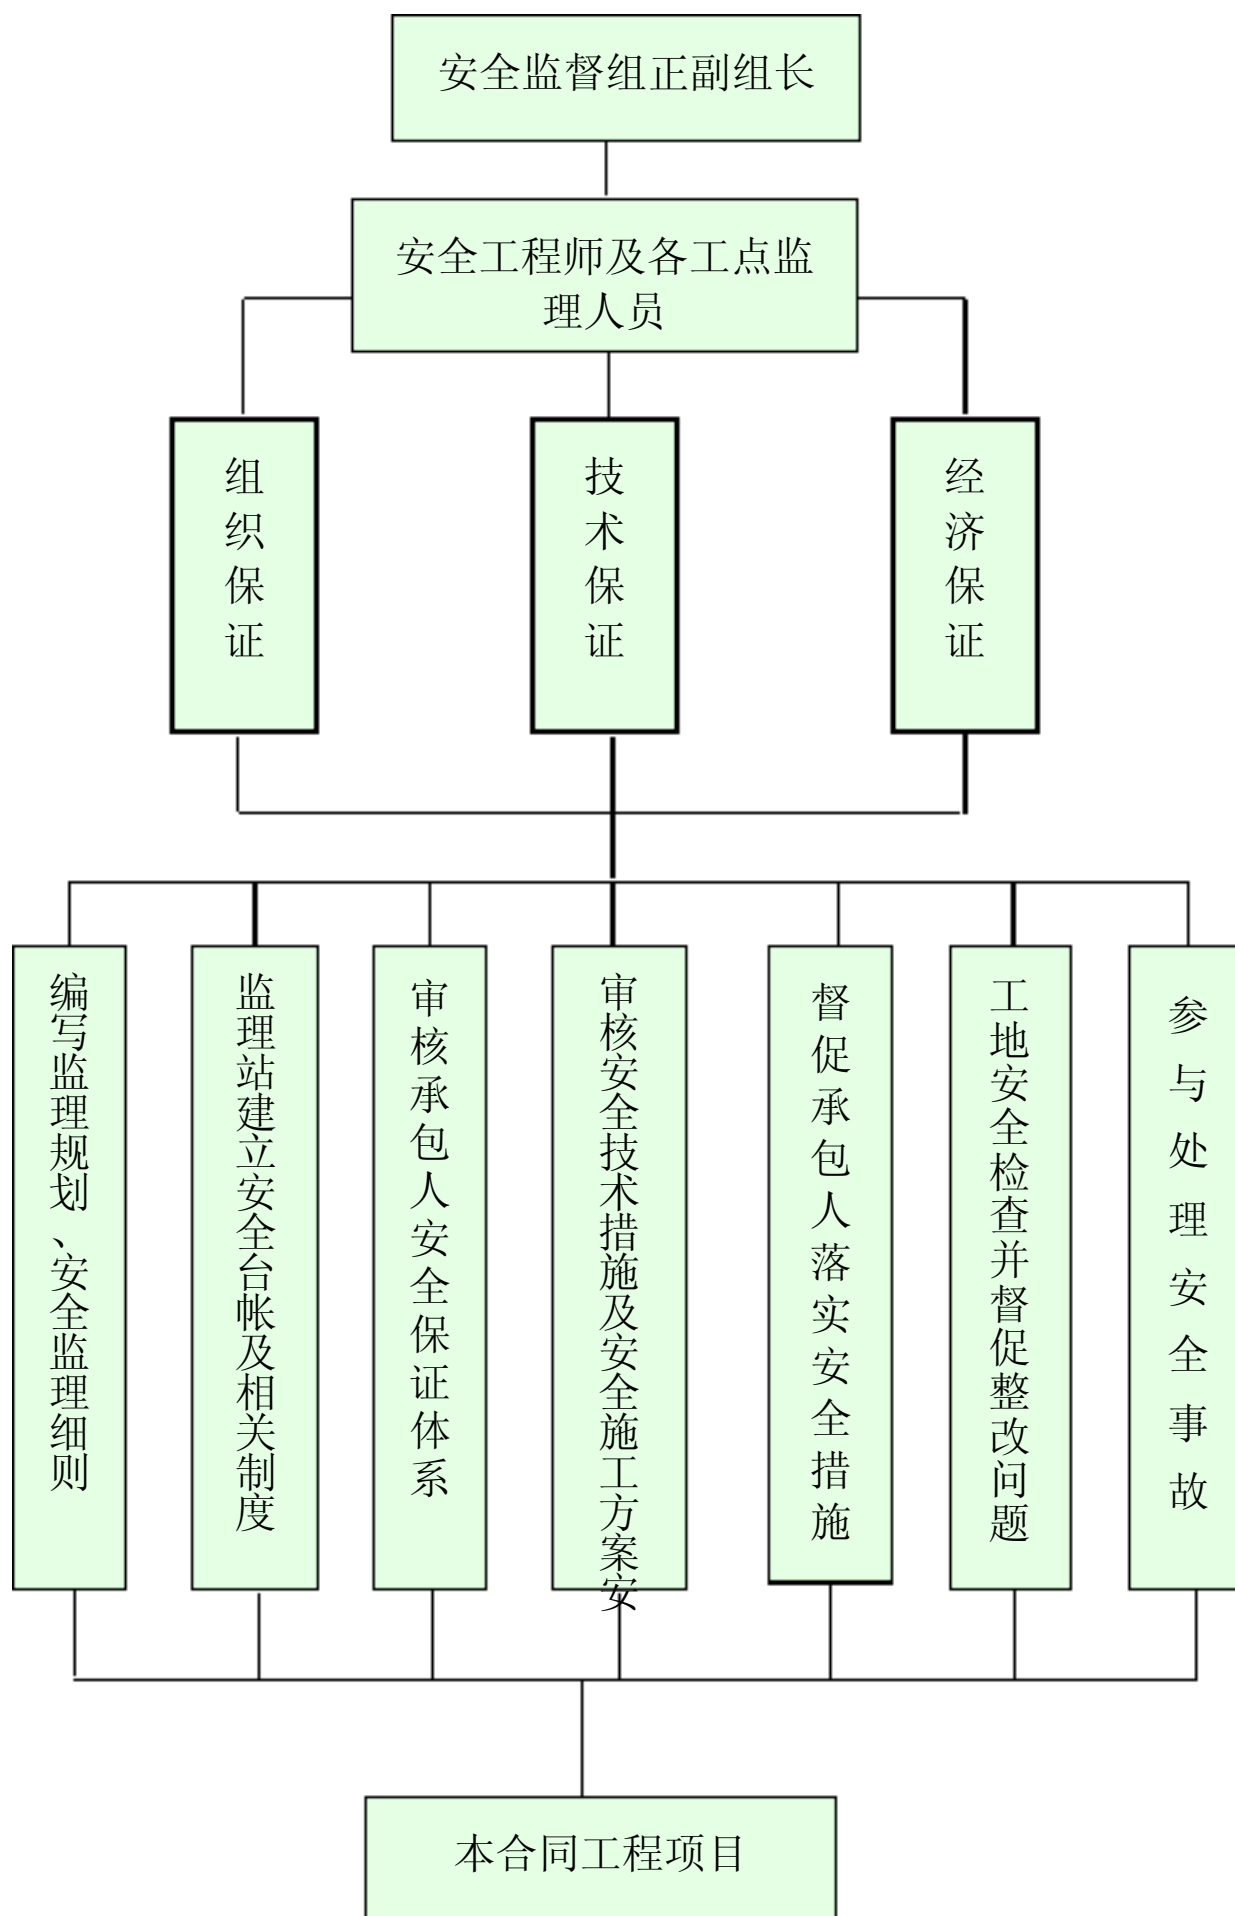 安全监督组正副组长
安全工程师及各工点监
理人员
组织保证
技术保证
经济保证
编写监理规划、安全监理细则
监理站建立安全台帐及相关制度
审核承包人安全保证体系
审核安全技术措施及安全施工方案安
督促承包人落实安全措施
工地安全检查并督促整改问题
参与处理安全事故
本合同工程项目